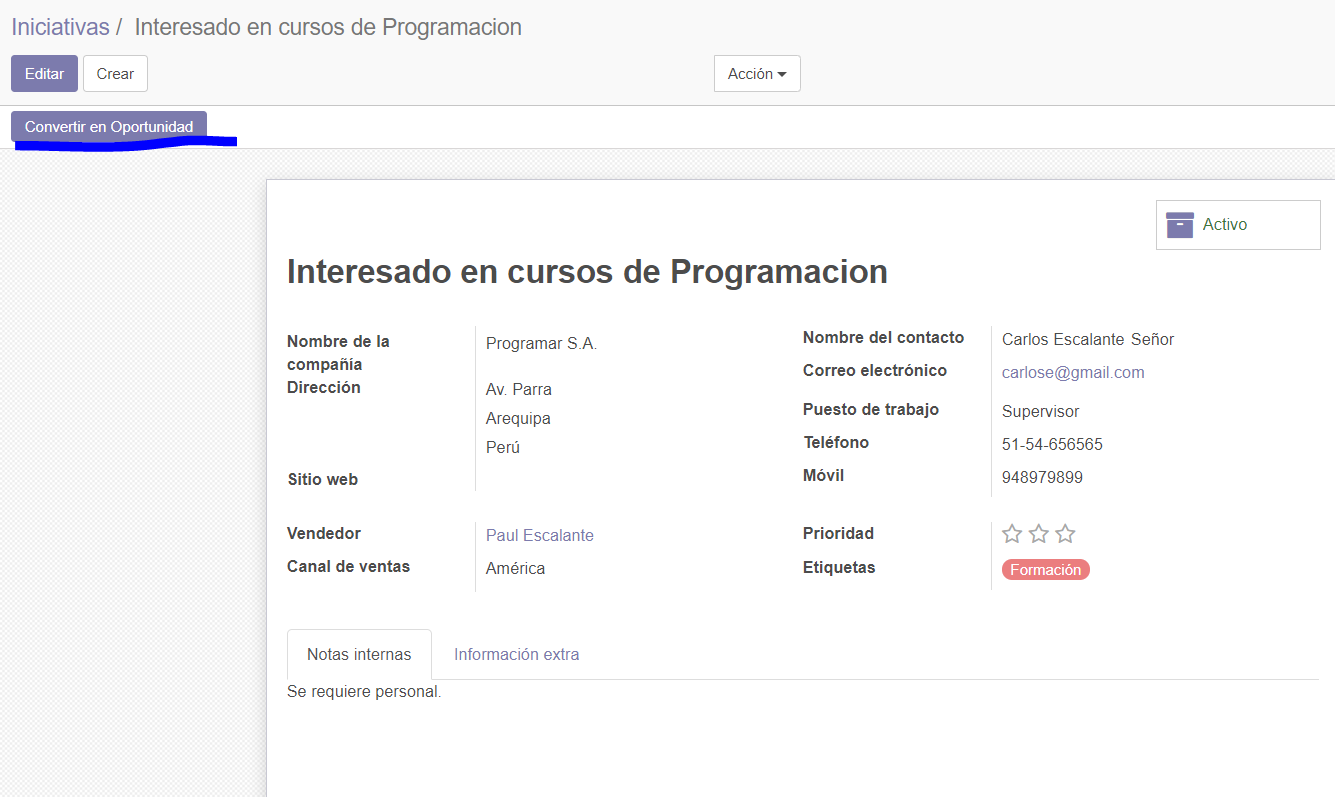 Iniciativas / Interesado en cursos de Programacion
Editar Crear Acción
Convertir en Oportunidad
Activo
Interesado en cursos de Programacion
Nombre de la
compañía
Programar S.A.
Dirección
Av. Parra
Arequipa
Perú
Sitio web
Nombre del contacto Carlos Escalante Señor
Correo electrónico carlose@gmail.com
Puesto de trabajo Supervisor
Teléfono 51-54-656565
Móvil 948979899
Vendedor Paul Escalante
Canal de ventas América
Prioridad
Etiquetas Formación
Notas internas Información extra
Se requiere personal.